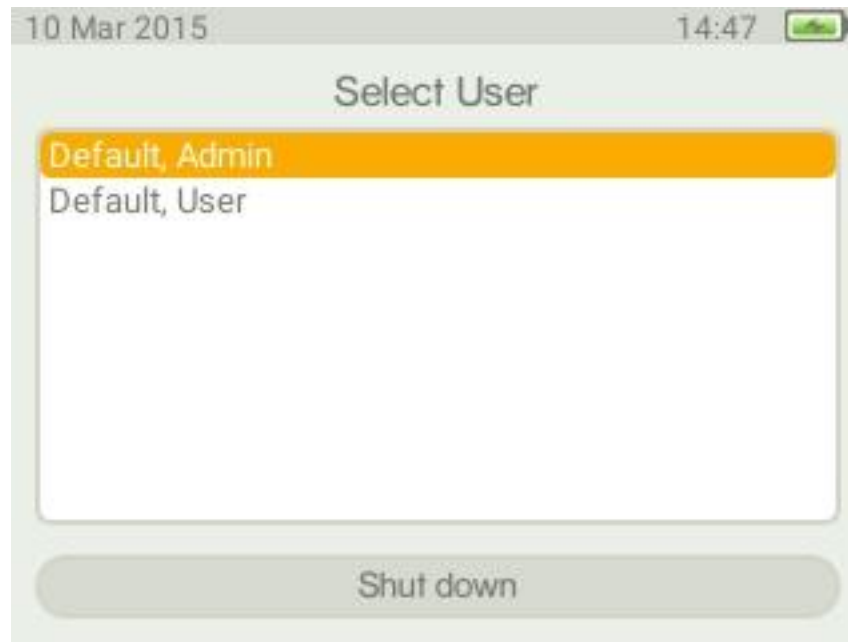 10 Mar 2015 14:47
Select User
Default, Admin
Default, User
Shut down